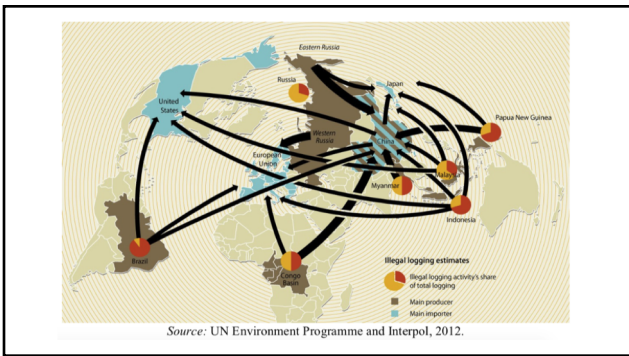 Eastern Russia
Russia
Japan
United
States
Papua New Guinea
Western
Russia
China
European
Union
Malaysia
Myanmar
Indonesia
Brazil
Congo
Basin
Illegal logging estimates
Illegal logging activity's share
of total logging
Main producer
Main importer
Source: UN Environment Programme and Interpol, 2012.